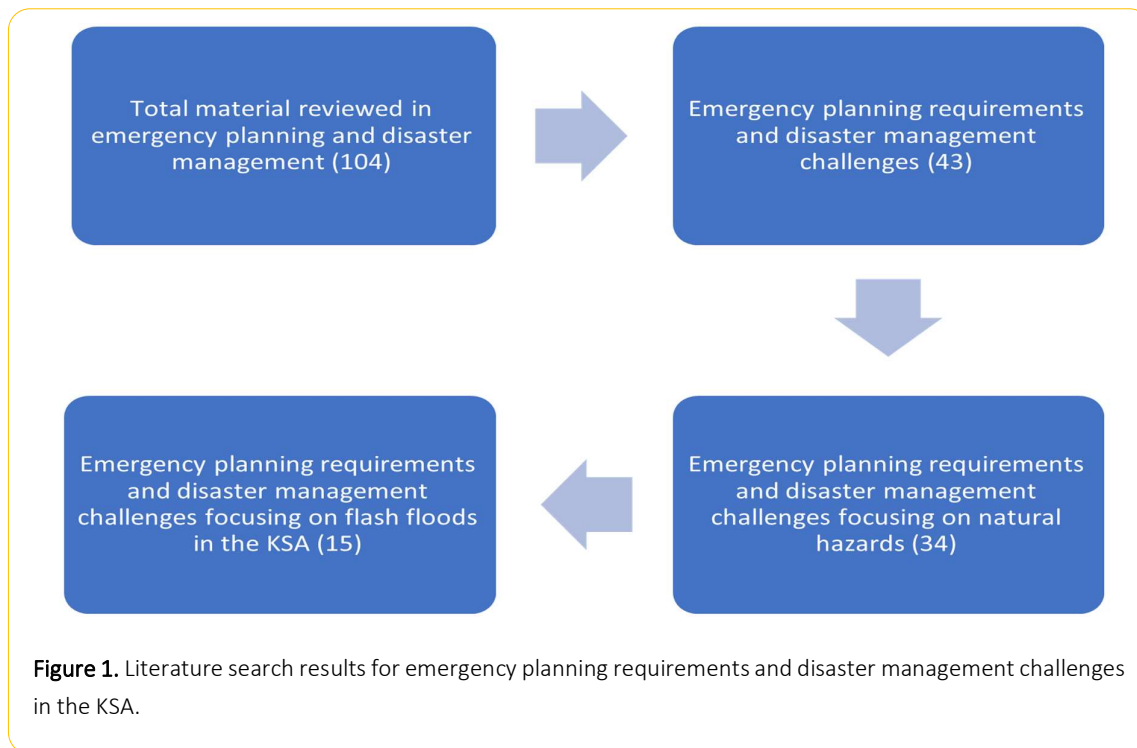 Total material reviewed in
emergency planning and disaster
management (104)
Emergency planning requirements
and disaster management
challenges (43)
Emergency planning requirements
and disaster management
challenges focusing on natural
hazards (34)
Emergency planning requirements
and disaster management
challenges focusing on flash floods
in the KSA (15)
Figure 1. Literature search results for emergency planning requirements and disaster management challenges
in the KSA.